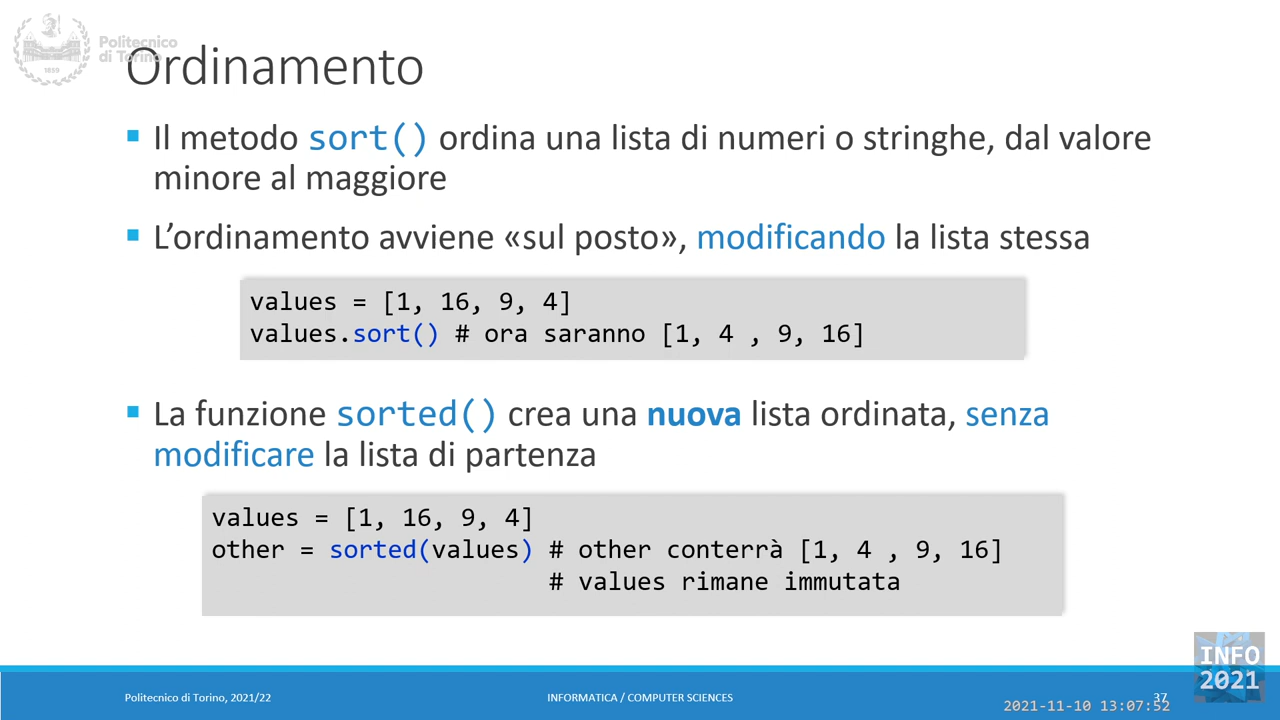 Politecnico
di Torino
1859
Ordinamento
▪ Il metodo sort() ordina una lista di numeri o stringhe, dal valore
minore al maggiore
▪ L’ordinamento avviene «sul posto», modificando la lista stessa
values = [1, 16, 9, 4]
values.sort() # ora saranno [1, 4 , 9, 16]
▪ La funzione sorted() crea una nuova lista ordinata, senza
modificare la lista di partenza
values = [1, 16, 9, 4]
other = sorted(values) # other conterrà [1, 4 , 9, 16]
# values rimane immutata
INFO
2021
Politecnico di Torino, 2021/22
INFORMATICA / COMPUTER SCIENCES
37
2021-11-10 13:07:52